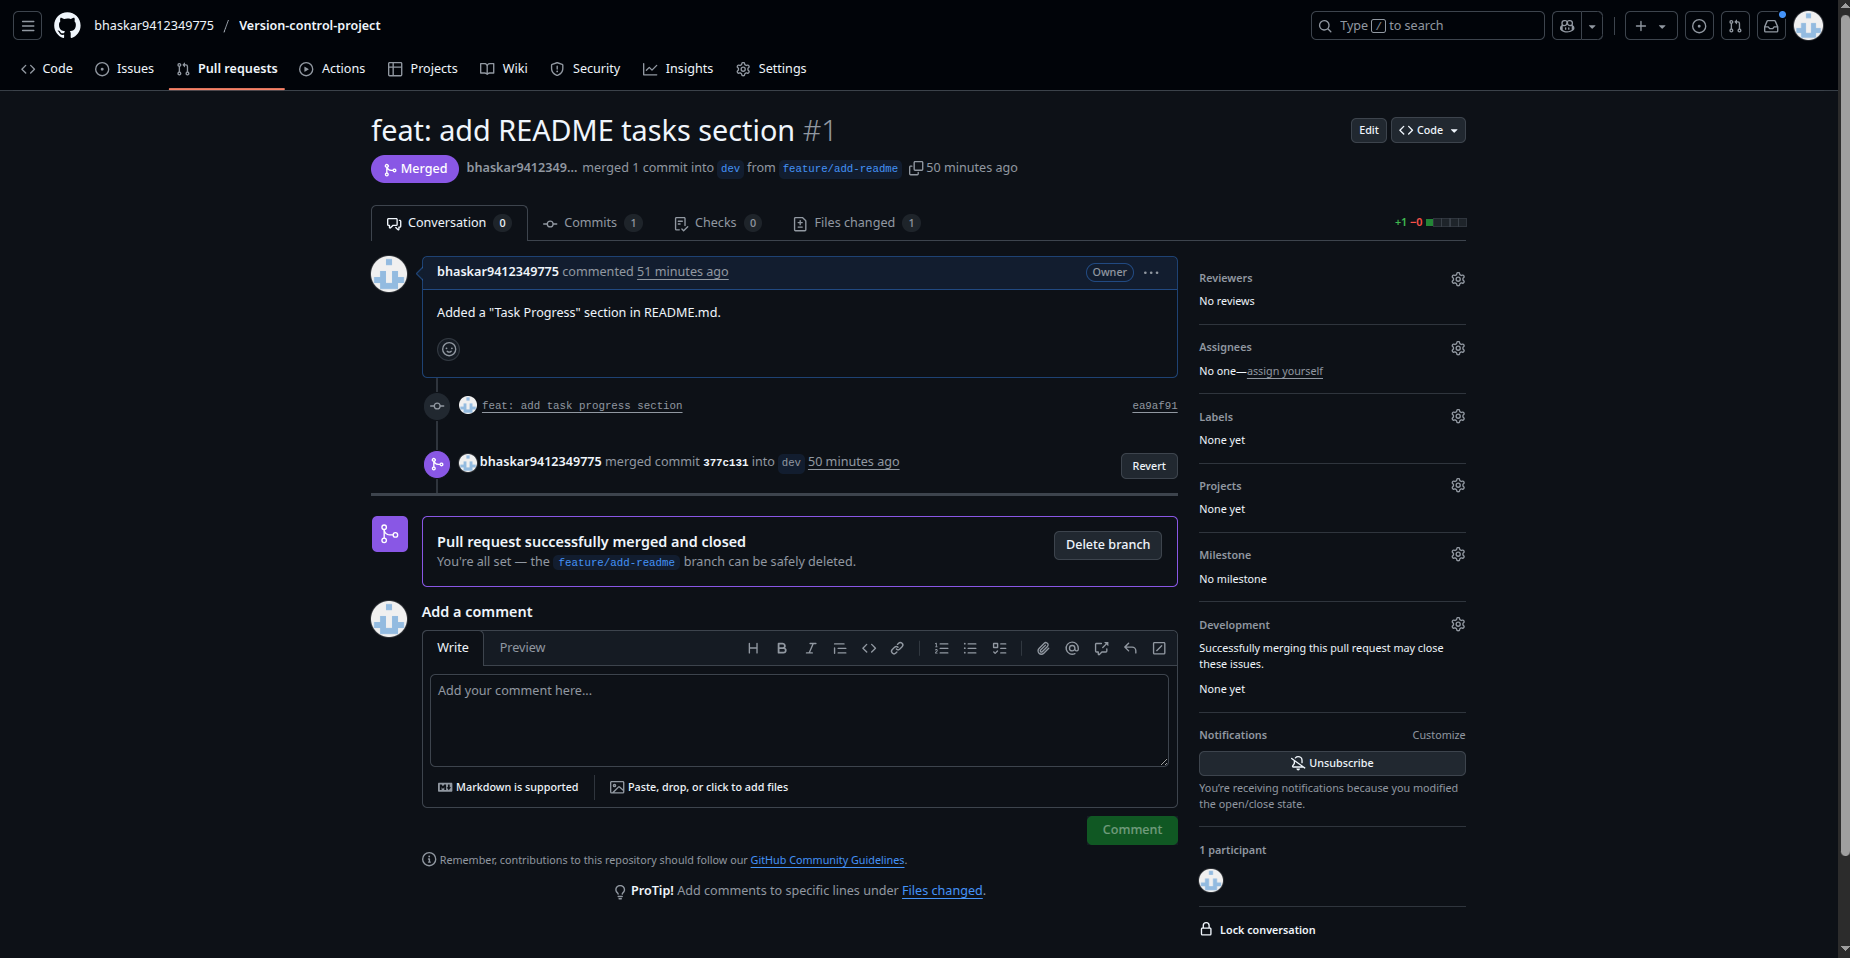 bhaskar9412349775 / Version-control-project
Type / to search
Code Issues Pull requests Actions Projects Wiki Security Insights Settings
feat: add README tasks section #1
Edit
Code
Merged bhaskar9412349... merged 1 commit into dev from feature/add-readme 50 minutes ago
Conversation 0 Commits 1 Checks 0 Files changed 1
+1 −0
bhaskar9412349775 commented 51 minutes ago
Owner
Added a "Task Progress" section in README.md.
feat: add task progress section
ea9af91
bhaskar9412349775 merged commit 377c131 into dev 50 minutes ago
Revert
Pull request successfully merged and closed
You're all set — the feature/add-readme branch can be safely deleted.
Delete branch
Add a comment
Write Preview
H B I
Add your comment here...
Markdown is supported
Paste, drop, or click to add files
Comment
Remember, contributions to this repository should follow our GitHub Community Guidelines.
ProTip! Add comments to specific lines under Files changed.
Reviewers
No reviews
Assignees
No one—assign yourself
Labels
None yet
Projects
None yet
Milestone
No milestone
Development
Successfully merging this pull request may close
these issues.
None yet
Notifications
Customize
Unsubscribe
You're receiving notifications because you modified
the open/close state.
1 participant
Lock conversation